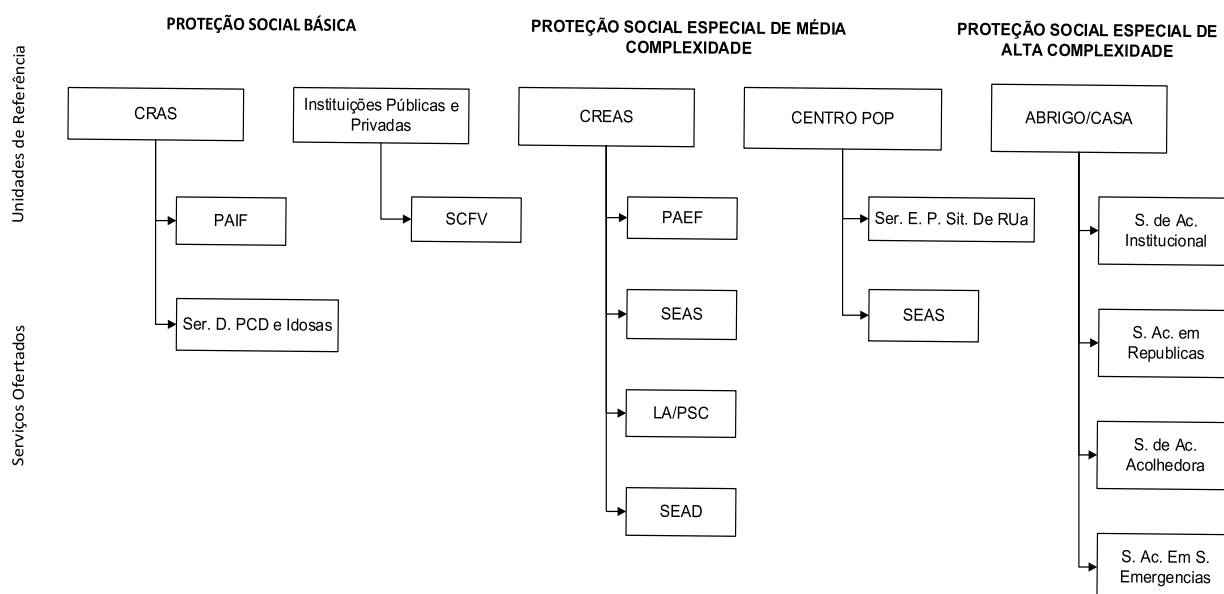 PROTEÇÃO SOCIAL BÁSICA
PROTEÇÃO SOCIAL ESPECIAL DE MÉDIA
COMPLEXIDADE
PROTEÇÃO SOCIAL ESPECIAL DE
ALTA COMPLEXIDADE
Unidades de Referência
CRAS
Instituições Públicas e
Privadas
CREAS
CENTRO POP
ABRIGO/CASA
Serviços Ofertados
PAIF
Ser. D. PCD e Idosas
SCFV
PAEF
SEAS
LA/PSC
SEAD
Ser. E. P. Sit. De RUa
SEAS
S. de Ac.
Institucional
S. Ac. em
Republicas
S. de Ac.
Acolhedora
S. Ac. Em S.
Emergencias